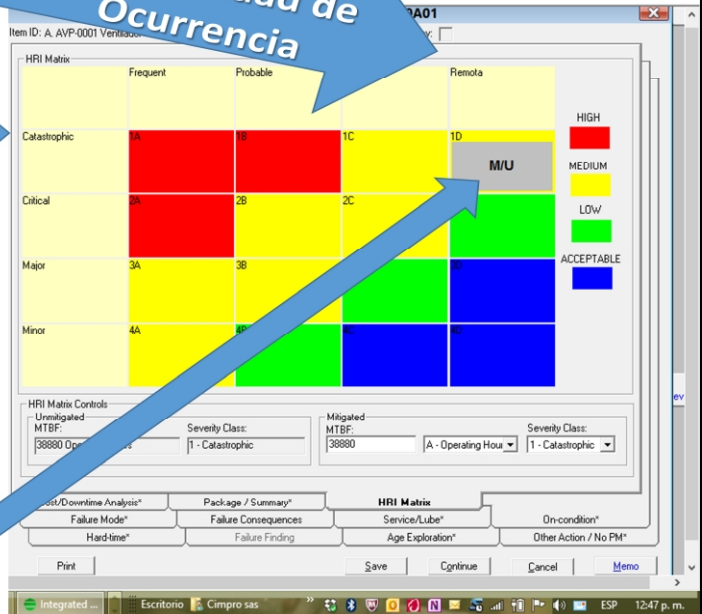 Ocurrencia
Item ID: A. AVP-0001
HRI Matrix
Frequent Probable Remota
Catastrophic 1A 1B 1C 1D
M/U
Critical 2A 2B 2C
Major 3A 3B
Minor 4A
HIGH
MEDIUM
LOW
ACCEPTABLE
HRI Matrix Controls
Unmitigated
MTBF: Severity Class:
38880 1 - Catastrophic
Mitigated
MTBF: Severity Class:
38880 A - Operating Hour 1 - Catastrophic
Cost/Downtime Analysis* Package / Summary* HRI Matrix
Failure Mode* Failure Consequences Service/Lube* On-condition*
Hard-time* Failure Finding Age Exploration* Other Action / No PM*
Print Save Continue Cancel Memo
Integrated ... Escritorio Cimpro sas ESP 12:47 p. m.